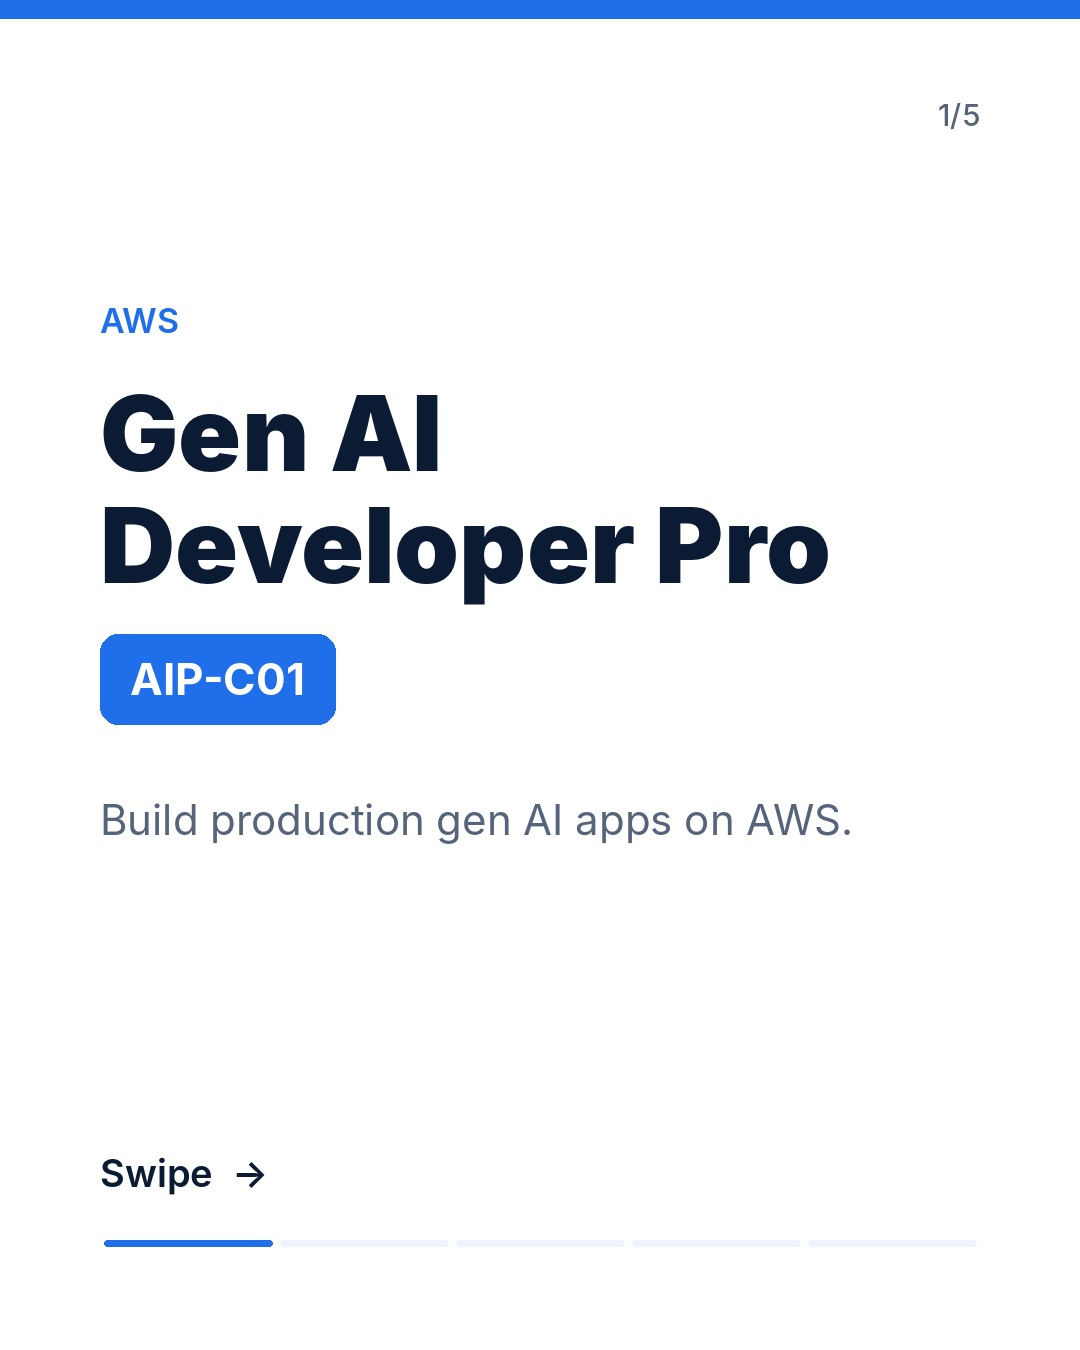 1/5
AWS
Gen AI
Developer Pro
AIP-C01
Build production gen AI apps on AWS.
Swipe →